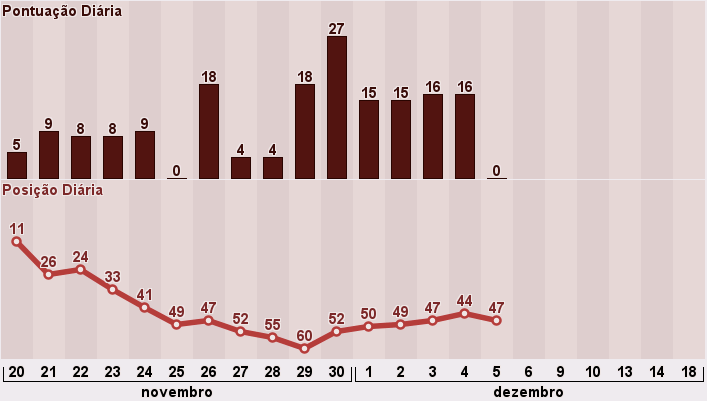 Pontuação Diária
5 9 8 8 9 0 18 4 4 18 27 15 15 16 16 0
Posição Diária
11 26 24 33 41 49 47 52 55 60 52 50 49 47 44 47
20 21 22 23 24 25 26 27 28 29 30 1 2 3 4 5 6 9 10 13 14 18
novembro dezembro